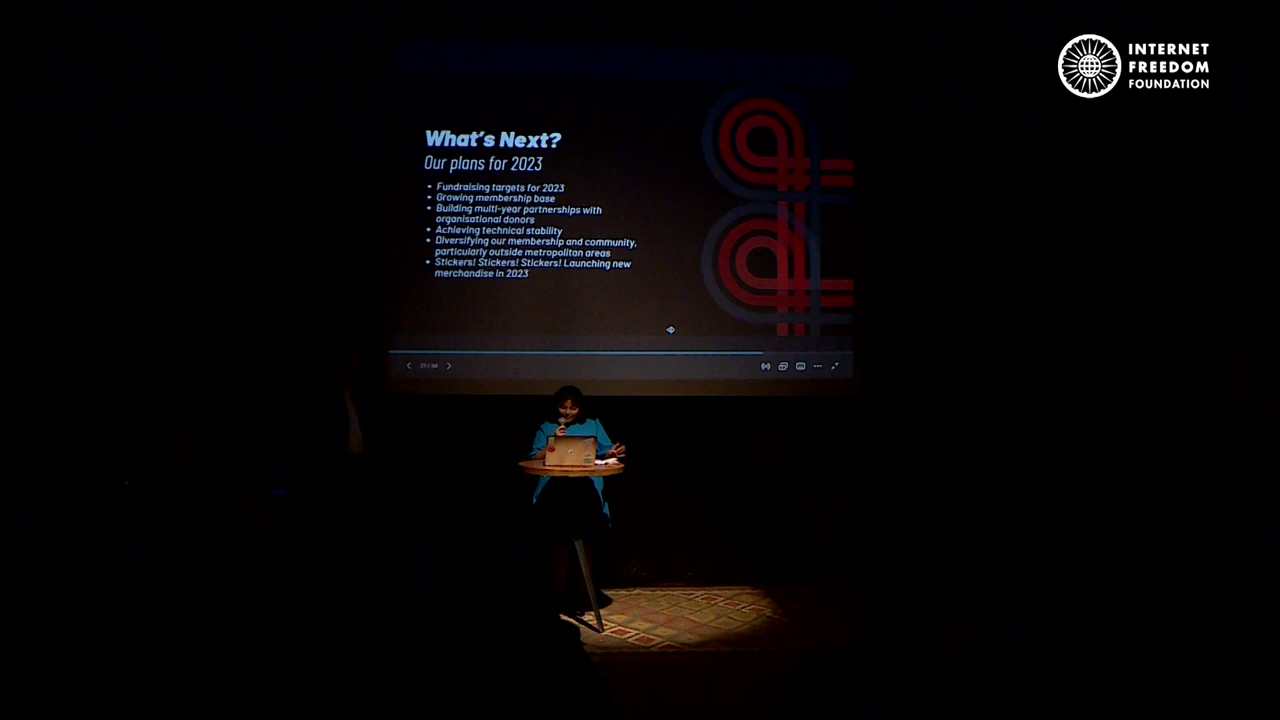 INTERNET
FREEDOM
FOUNDATION
What's Next?
Our plans for 2023
• Fundraising targets for 2023
• Growing membership base
• Building multi-year partnerships with
organisational donors
• Achieving technical stability
• Diversifying our membership and community,
particularly outside metropolitan areas
• Stickers! Stickers! Stickers! Launching new
merchandise in 2023